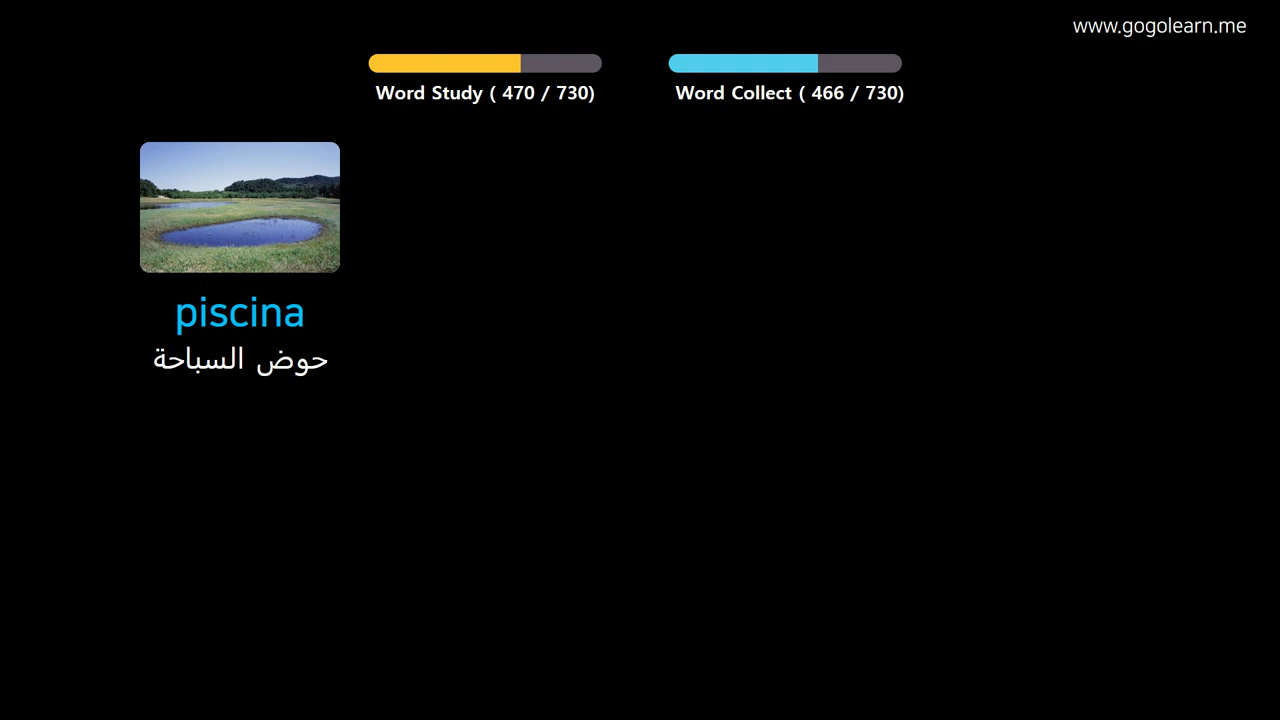 www.gogolearn.me
Word Study ( 470 / 730)
Word Collect ( 466 / 730)
piscina
حوض السباحة